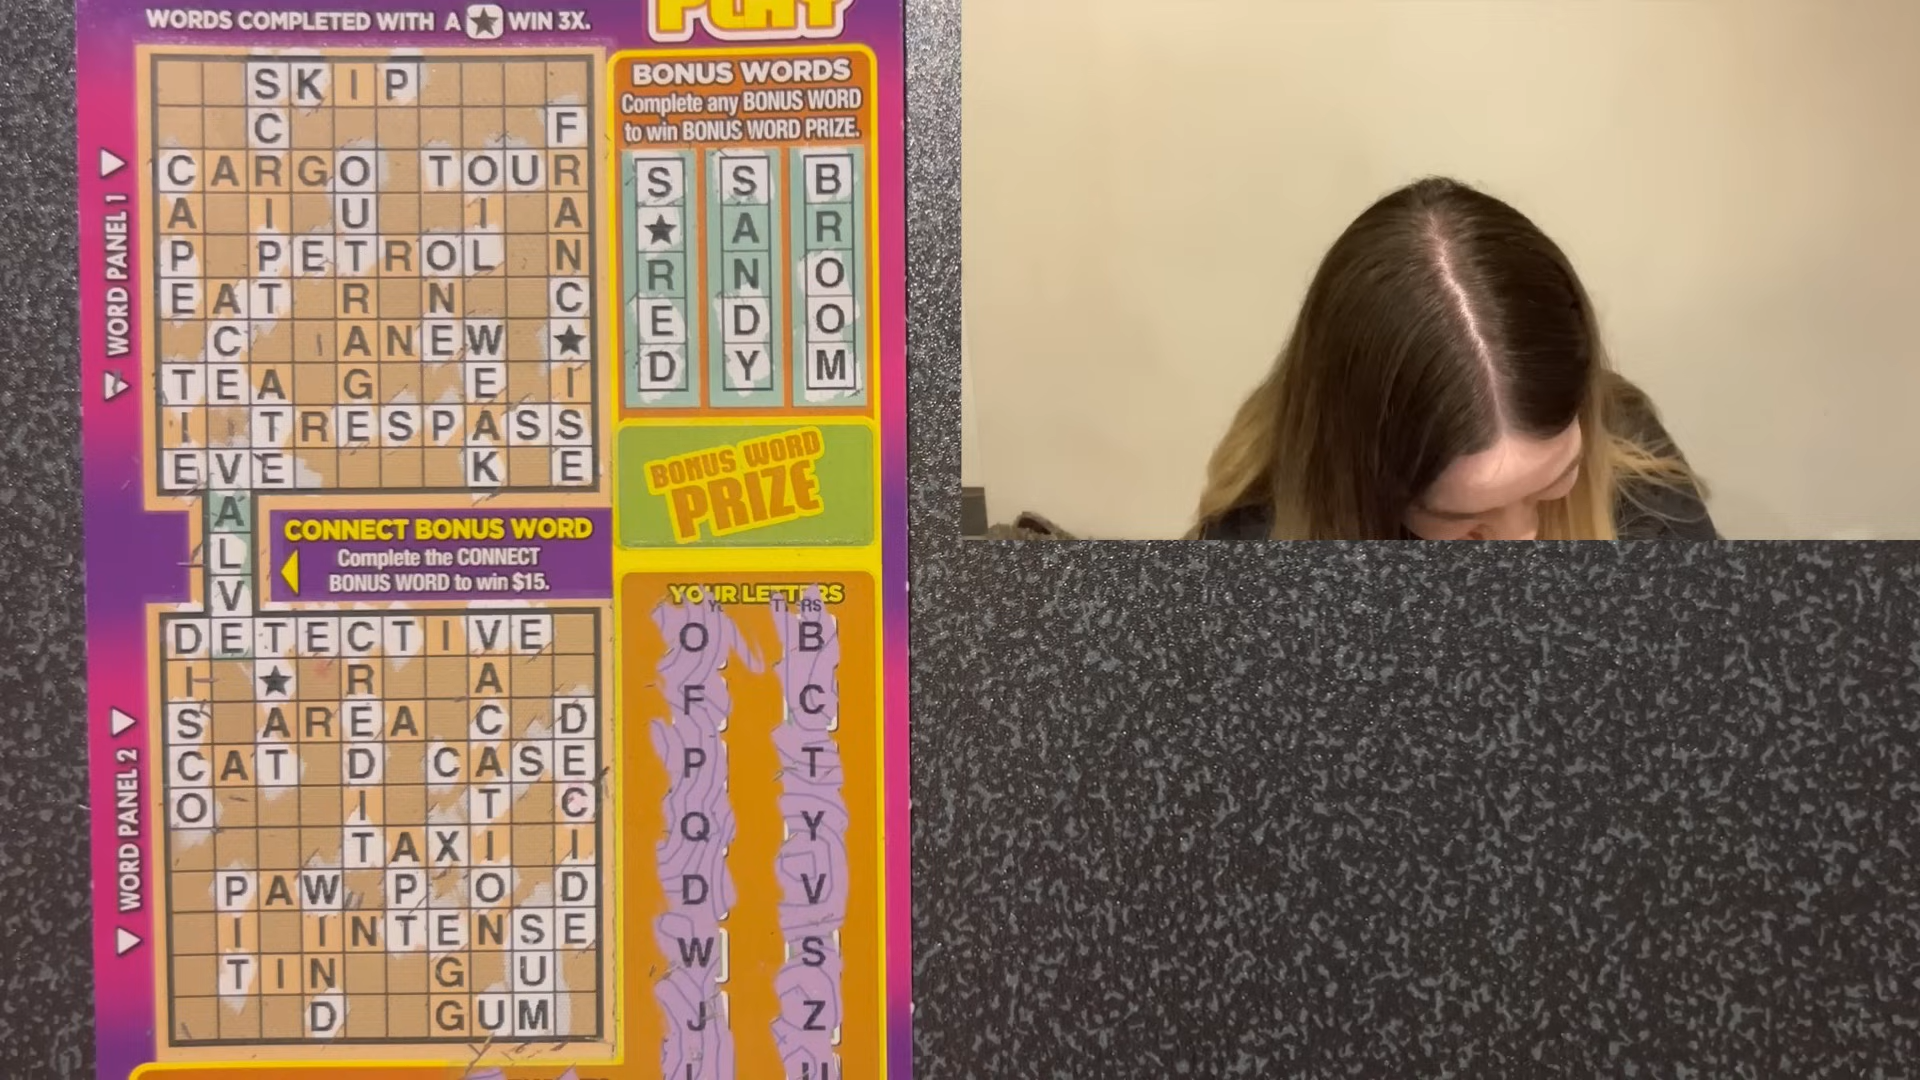 PLAY
WORDS COMPLETED WITH A ★ WIN 3X.
WORD PANEL 1
SKIP
C F
CARGO TOUR
A I U I A
P PETROL N
EAT R N C
C ANEW ★
TEA G E I
I TRESPASS
EVE K E
A
L
V
CONNECT BONUS WORD
Complete the CONNECT
BONUS WORD to win $15.
WORD PANEL 2
DETECTIVE
I ★ R A
S AREA C D
CAT D CASE
O I T C
TAXI I
PAW P O D
I INTENSE
TIN G U
D GUM
BONUS WORDS
Complete any BONUS WORD
to win BONUS WORD PRIZE.
S S B
★ A R
R N O
E D O
D Y M
BONUS WORD
PRIZE
YOUR LETTERS
O B
F C
P T
Q Y
D V
W S
J Z